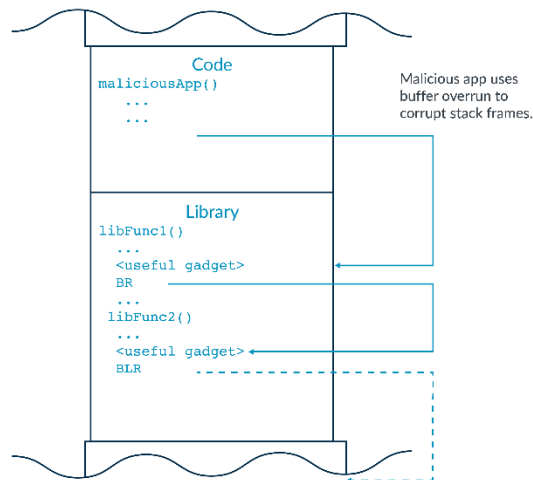 Code
maliciousApp()
...
...
Malicious app uses
buffer overrun to
corrupt stack frames.
Library
libFunc1()
...
<useful gadget>
BR
...
libFunc2()
...
<useful gadget>
BLR